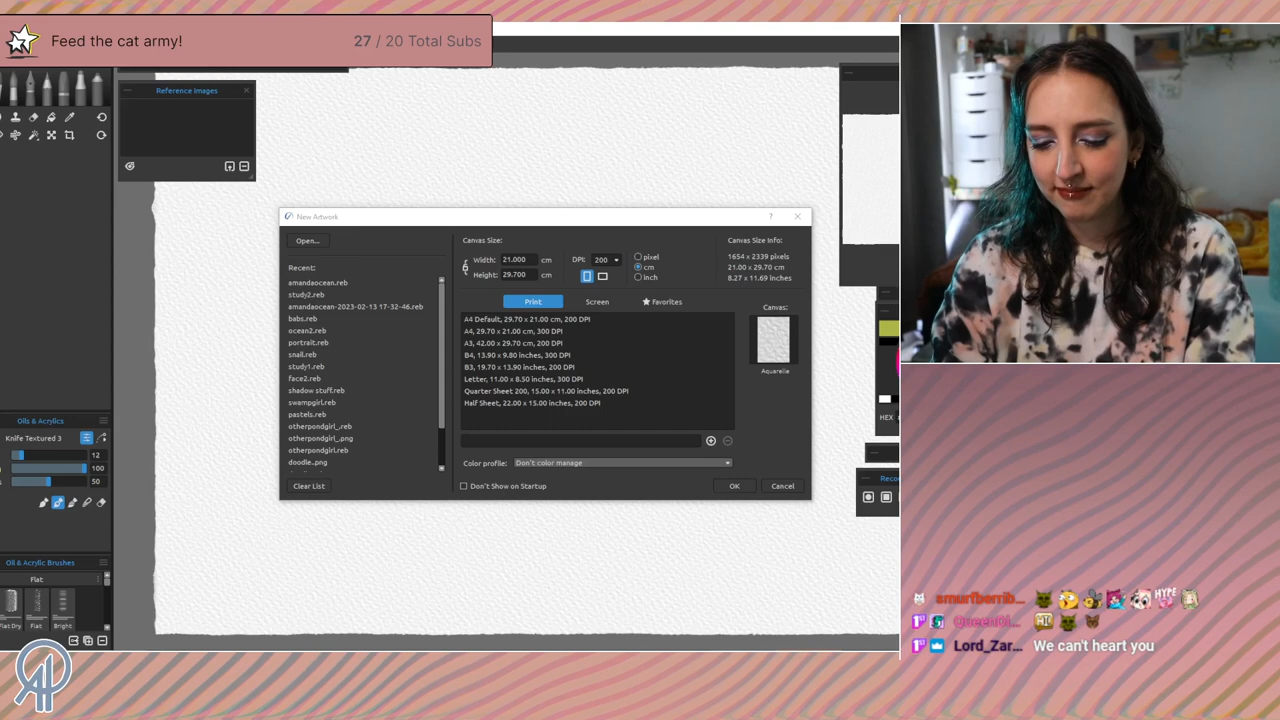 Feed the cat army!
27 / 20 Total Subs
Reference Images
New Artwork
?
Open...
Recent:
amandaocean.reb
study2.reb
amandaocean-2023-02-13 17-32-46.reb
babs.reb
ocean2.reb
portrait.reb
snail.reb
study1.reb
face2.reb
shadow stuff.reb
swampgirl.reb
pastels.reb
otherpondgirl_.reb
otherpondgirl_.png
otherpondgirl.reb
doodle.png
Clear List
Canvas Size:
Width: 21.000 cm
Height: 29.700 cm
DPI: 200
pixel
cm
inch
Canvas Size Info:
1654 x 2339 pixels
21.00 x 29.70 cm
8.27 x 11.69 inches
Print
Screen
Favorites
A4 Default, 29.70 x 21.00 cm, 200 DPI
A4, 29.70 x 21.00 cm, 300 DPI
A3, 42.00 x 29.70 cm, 200 DPI
B4, 13.90 x 9.80 inches, 300 DPI
B3, 19.70 x 13.90 inches, 200 DPI
Letter, 11.00 x 8.50 inches, 300 DPI
Quarter Sheet 200, 15.00 x 11.00 inches, 200 DPI
Half Sheet, 22.00 x 15.00 inches, 200 DPI
Canvas:
Aquarelle
Color profile: Don't color manage
Don't Show on Startup
OK
Cancel
Oils & Acrylics
Knife Textured 3
12
100
50
Oil & Acrylic Brushes
Flat
Flat Dry
Flat
Bright
HEX
Reco
smurfberrib...
HYPE
QueenDi...
Lord_Zar... We can't heart you